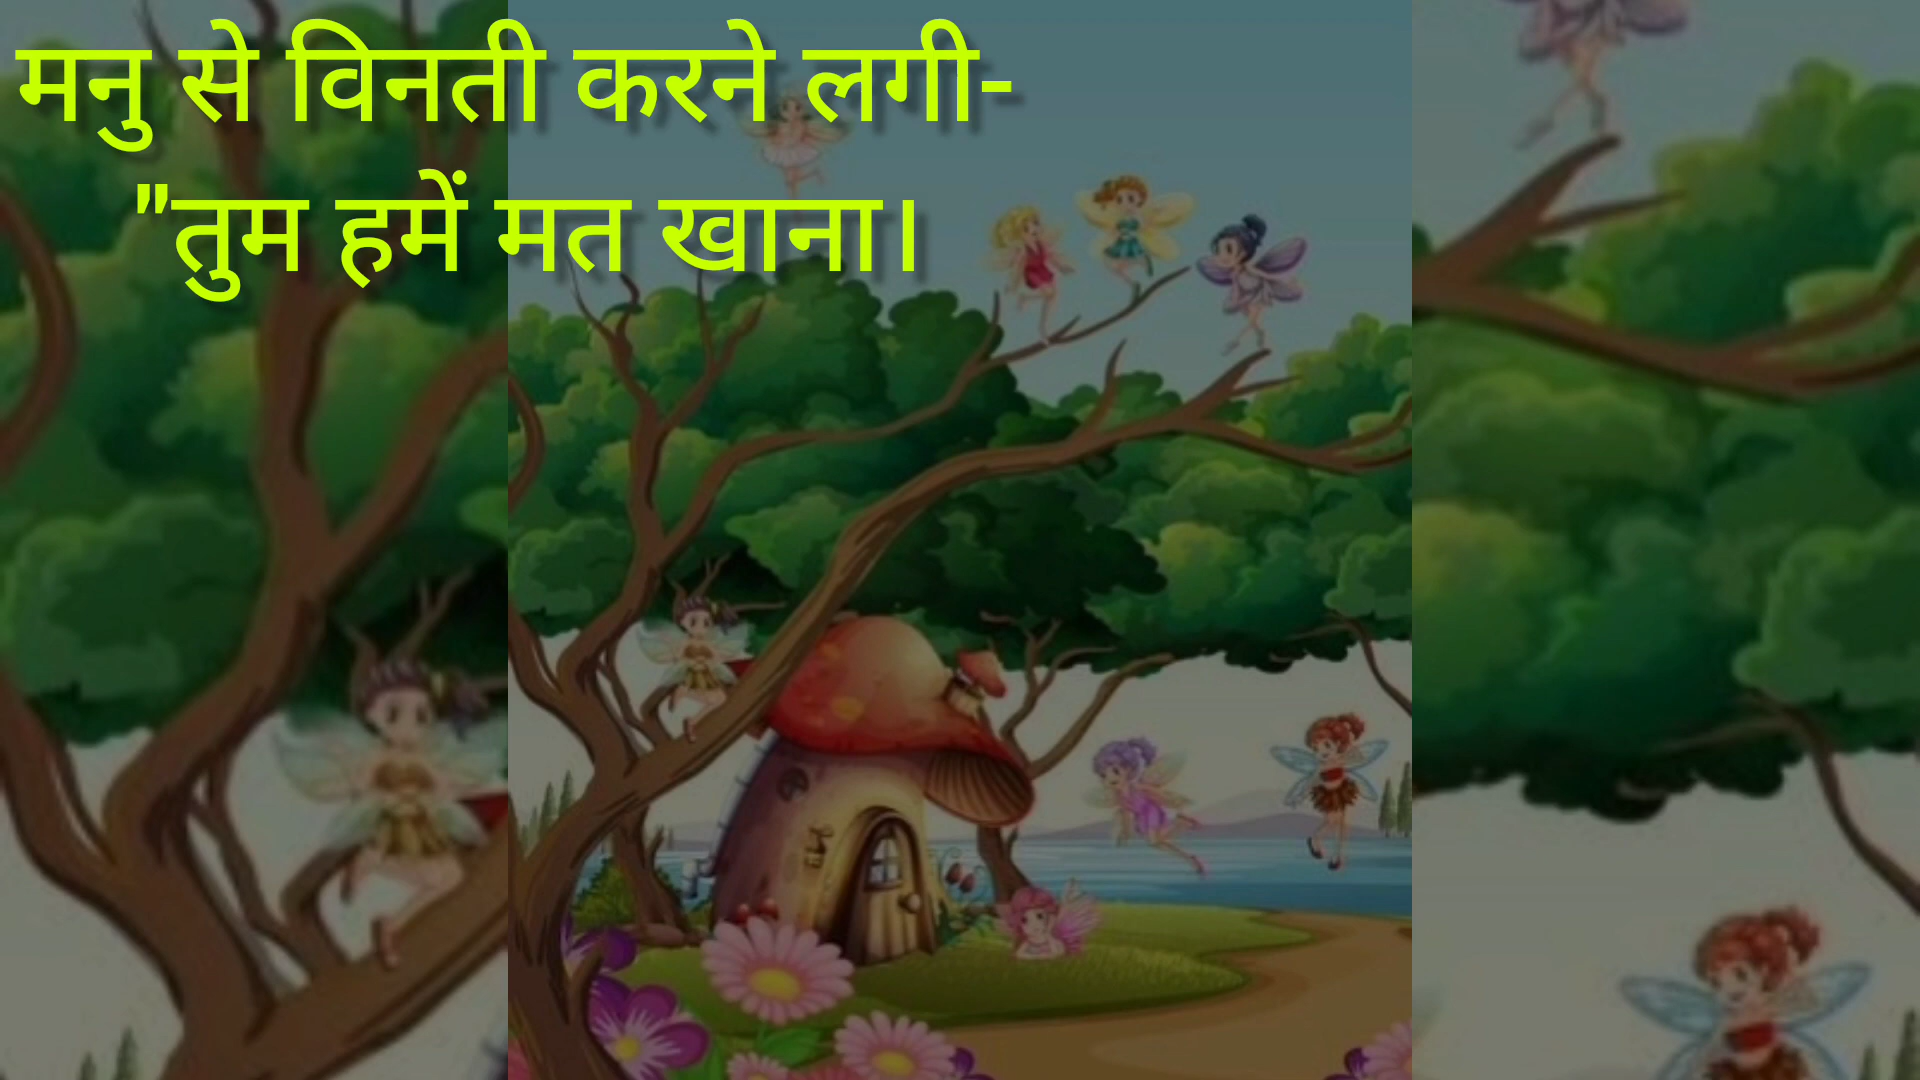 मनु से विनती करने लगी-
"तुम हमें मत खाना।